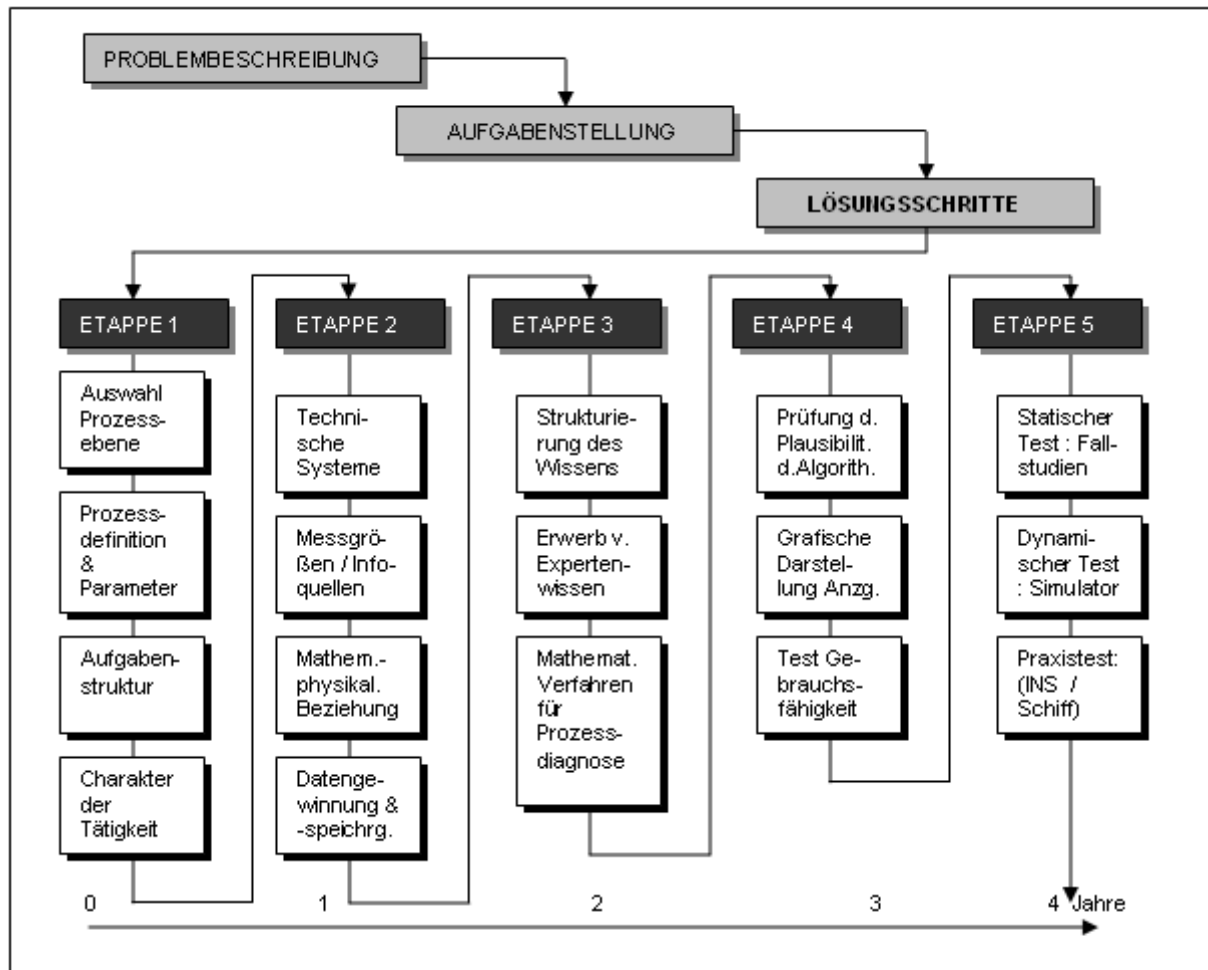 PROBLEMBESCHREIBUNG
AUFGABENSTELLUNG
LÖSUNGSSCHRITTE
ETAPPE 1
Auswahl
Prozess-
ebene
Prozess-
definition
&
Parameter
Aufgaben-
struktur
Charakter
der
Tätigkeit
ETAPPE 2
Techni-
sche
Systeme
Messgrö-
ßen / Info-
quellen
Mathem.-
physikal.
Beziehung
Datenge-
winnung &
-speichrg.
ETAPPE 3
Strukturie-
rung des
Wissens
Erwerb v.
Experten-
wissen
Mathemat.
Verfahren
für
Prozess-
diagnose
ETAPPE 4
Prüfung d.
Plausibilit.
d.Algorith.
Grafische
Darstel-
lung Anzg.
Test Ge-
brauchs-
fähigkeit
ETAPPE 5
Statischer
Test : Fall-
studien
Dynami-
scher Test
: Simulator
Praxistest:
(INS /
Schiff)
0 1 2 3 4 Jahre